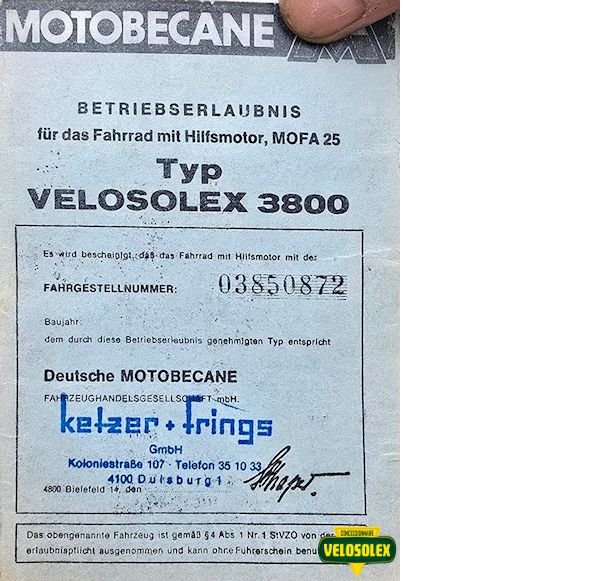 MOTOBECANE
BETRIEBSERLAUBNIS
für das Fahrrad mit Hilfsmotor, MOFA 25
Typ
VELOSOLEX 3800
Es wird bescheinigt, daß das Fahrrad mit Hilfsmotor mit der
FAHRGESTELLNUMMER: 03850872
Baujahr:
dem durch diese Betriebserlaubnis genehmigten Typ entspricht
Deutsche MOTOBECANE
FAHRZEUGHANDELSGESELLSCHAFT mbH.
ketzer + frings
GmbH
Koloniestraße 107 · Telefon 35 10 33
4100 Duisburg 1
4800 Bielefeld 14, den
Das obengenannte Fahrzeug ist gemäß § 4 Abs 1 Nr. 1 StVZO von der
erlaubnispflicht ausgenommen und kann ohne Führerschein
CONCESSIONNAIRE
VELOSOLEX